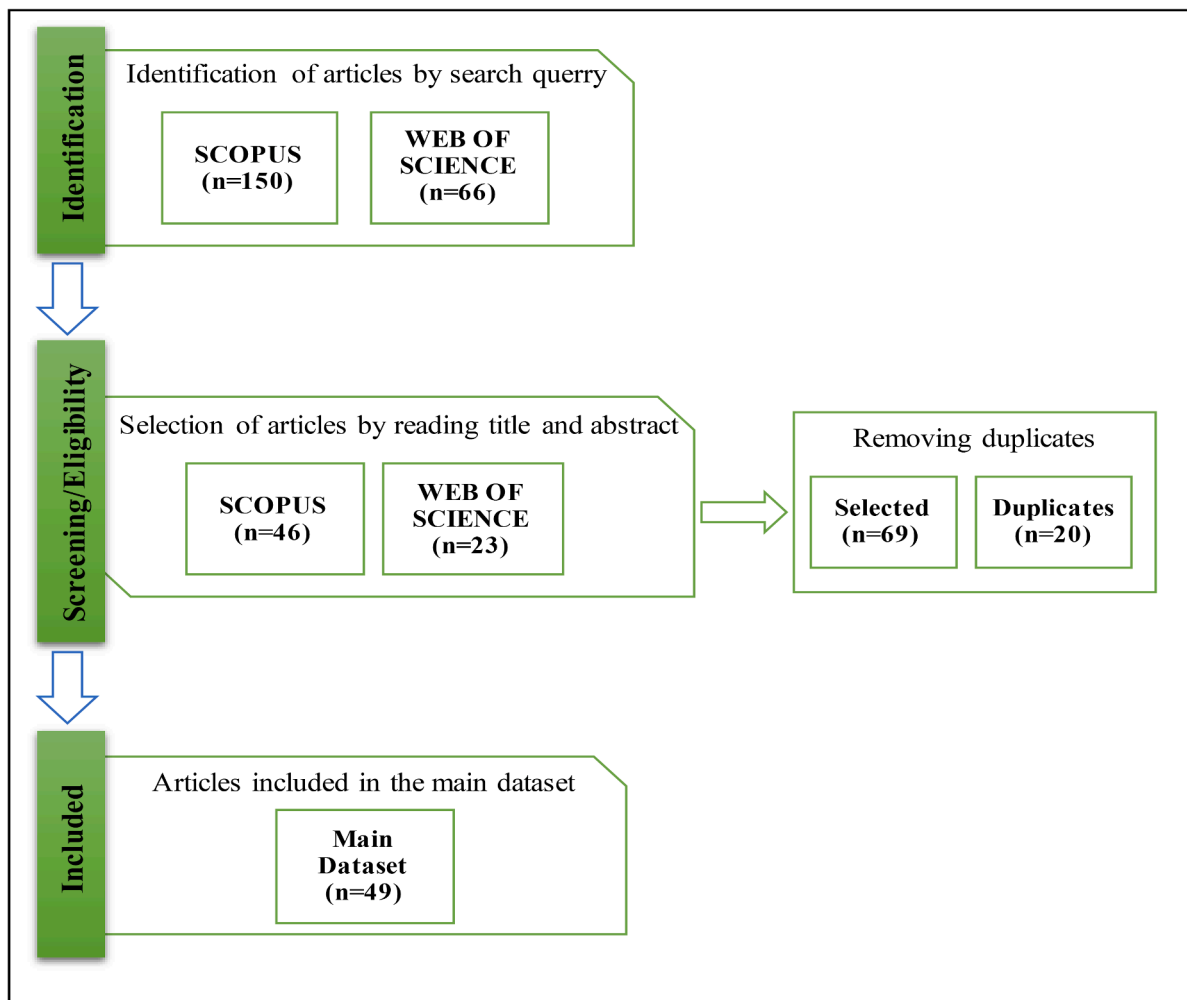 Identification
Identification of articles by search querry
SCOPUS
(n=150)
WEB OF
SCIENCE
(n=66)
Screening/Eligibility
Selection of articles by reading title and abstract
SCOPUS
(n=46)
WEB OF
SCIENCE
(n=23)
Removing duplicates
Selected
(n=69)
Duplicates
(n=20)
Included
Articles included in the main dataset
Main
Dataset
(n=49)